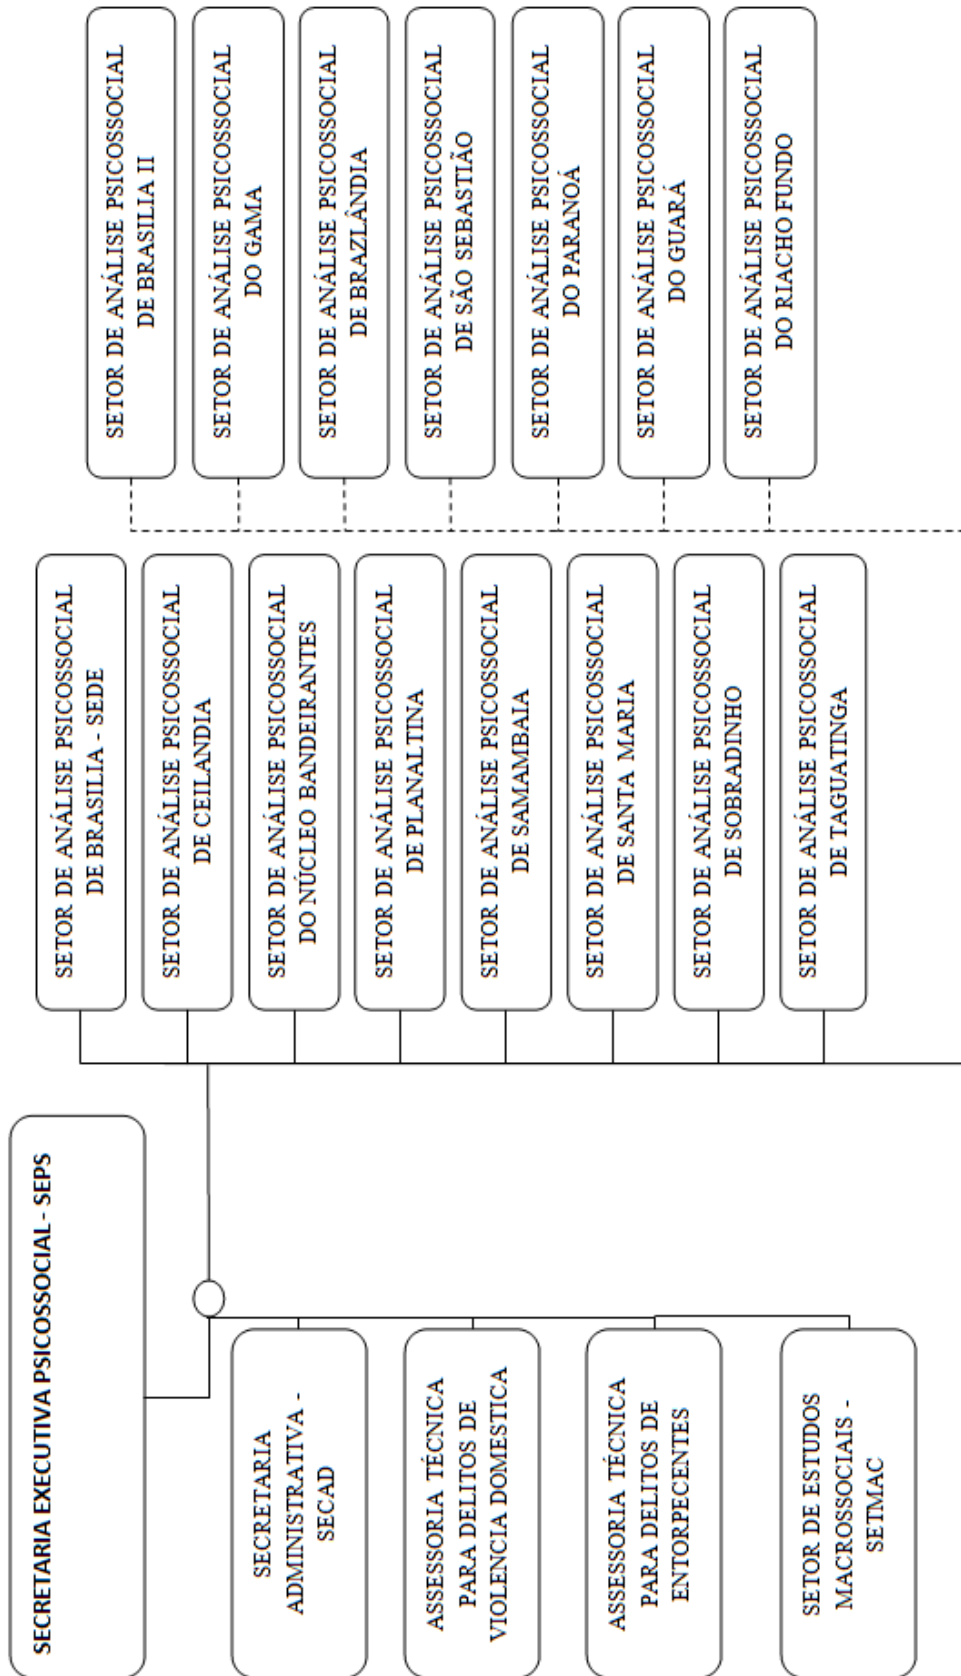 SECRETARIA EXECUTIVA PSICOSSOCIAL - SEPS
SECRETARIA
ADMINISTRATIVA -
SECAD
ASSESSORIA TÉCNICA
PARA DELITOS DE
VIOLENCIA DOMESTICA
ASSESSORIA TÉCNICA
PARA DELITOS DE
ENTORPECENTES
SETOR DE ESTUDOS
MACROSSOCIAIS -
SETMAC
SETOR DE ANÁLISE PSICOSSOCIAL
DE BRASILIA - SEDE
SETOR DE ANÁLISE PSICOSSOCIAL
DE CEILANDIA
SETOR DE ANÁLISE PSICOSSOCIAL
DO NÚCLEO BANDEIRANTES
SETOR DE ANÁLISE PSICOSSOCIAL
DE PLANALTINA
SETOR DE ANÁLISE PSICOSSOCIAL
DE SAMAMBAIA
SETOR DE ANÁLISE PSICOSSOCIAL
DE SANTA MARIA
SETOR DE ANÁLISE PSICOSSOCIAL
DE SOBRADINHO
SETOR DE ANÁLISE PSICOSSOCIAL
DE TAGUATINGA
SETOR DE ANÁLISE PSICOSSOCIAL
DE BRASILIA II
SETOR DE ANÁLISE PSICOSSOCIAL
DO GAMA
SETOR DE ANÁLISE PSICOSSOCIAL
DE BRAZLÂNDIA
SETOR DE ANÁLISE PSICOSSOCIAL
DE SÃO SEBASTIÃO
SETOR DE ANÁLISE PSICOSSOCIAL
DO PARANOÁ
SETOR DE ANÁLISE PSICOSSOCIAL
DO GUARÁ
SETOR DE ANÁLISE PSICOSSOCIAL
DO RIACHO FUNDO